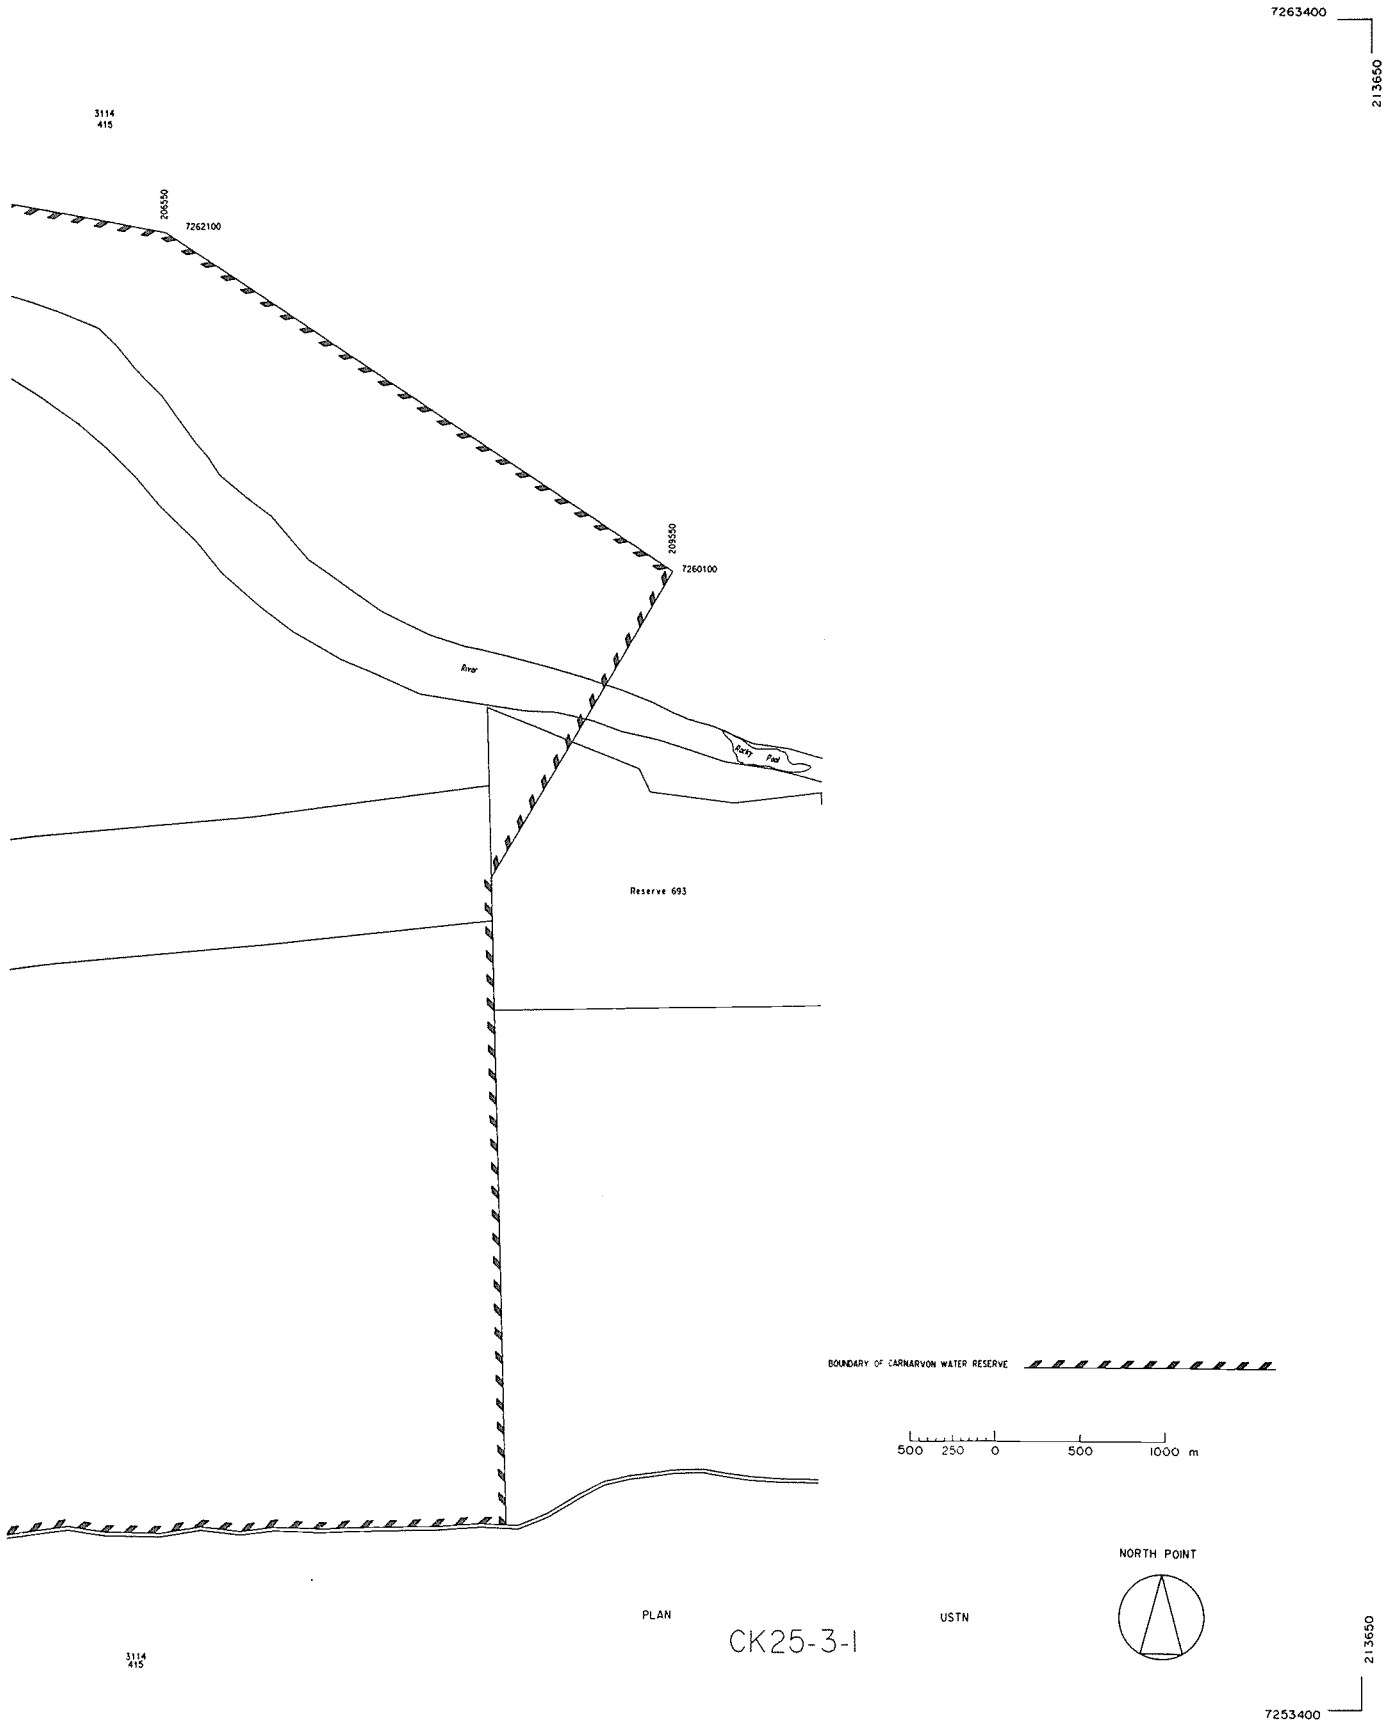 7263400
213650
3114
415
206550
7262100
209550
7260100
River
Rocky Pool
Reserve 693
BOUNDARY OF CARNARVON WATER RESERVE
500 250 0 500 1000 m
NORTH POINT
PLAN
USTN
CK25-3-1
213650
3114
415
7253400